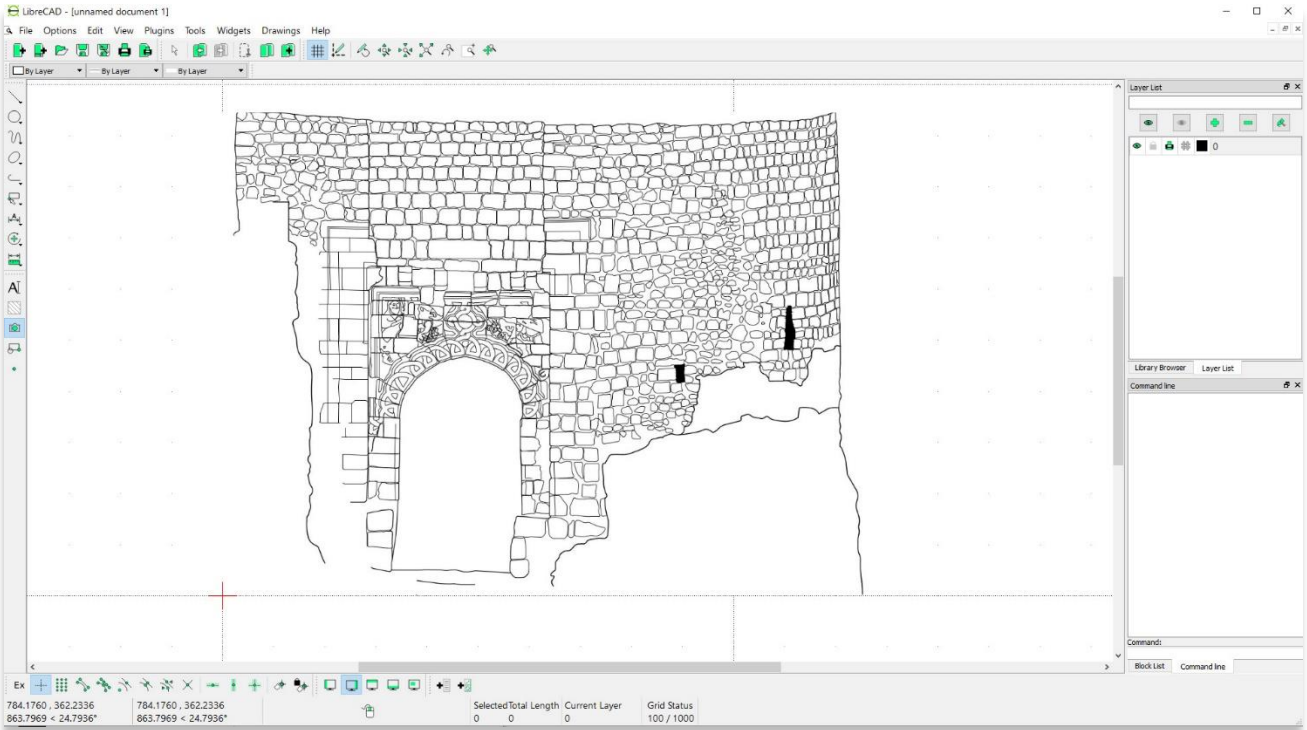 LibreCAD - [unnamed document 1]
File Options Edit View Plugins Tools Widgets Drawings Help
By Layer By Layer By Layer
Layer List
0
Library Browser Layer List
Command line
Command:
Block List Command line
Ex
784.1760 , 362.2336 784.1760 , 362.2336 Selected Total Length Current Layer Grid Status
863.7969 < 24.7936° 863.7969 < 24.7936° 0 0 0 100 / 1000